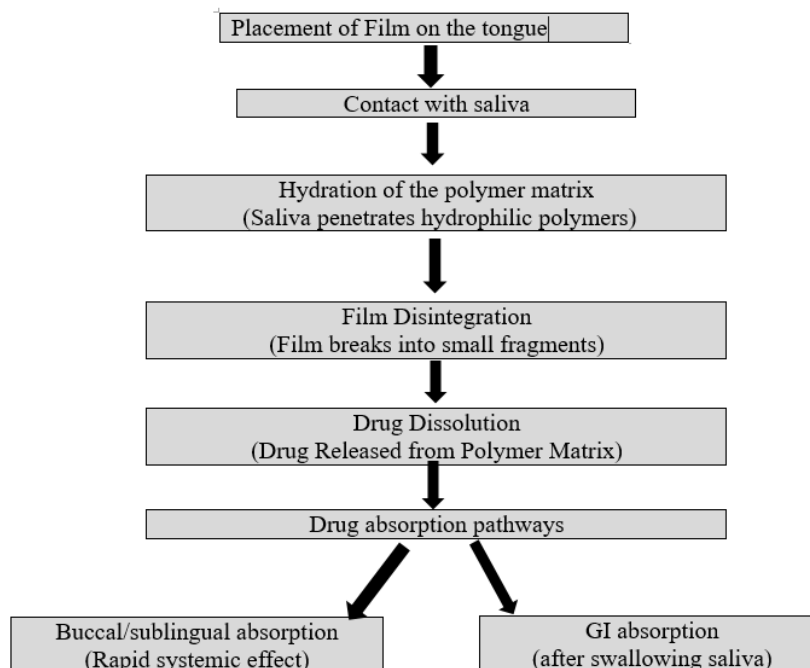 Placement of Film on the tongue
Contact with saliva
Hydration of the polymer matrix
(Saliva penetrates hydrophilic polymers)
Film Disintegration
(Film breaks into small fragments)
Drug Dissolution
(Drug Released from Polymer Matrix)
Drug absorption pathways
Buccal/sublingual absorption
(Rapid systemic effect)
GI absorption
(after swallowing saliva)